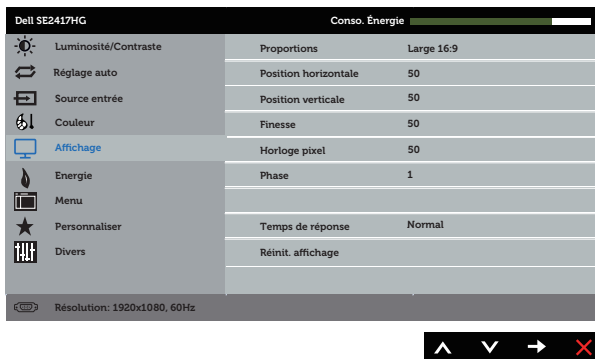 Dell SE2417HG Conso. Énergie
Luminosité/Contraste Proportions Large 16:9
Réglage auto Position horizontale 50
Source entrée Position verticale 50
Couleur Finesse 50
Affichage Horloge pixel 50
Energie Phase 1
Menu
Personnaliser Temps de réponse Normal
Divers Réinit. affichage
Résolution: 1920x1080, 60Hz